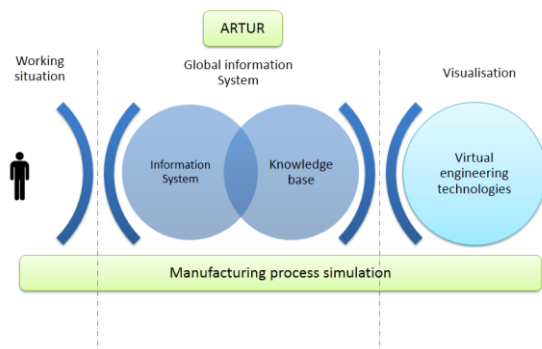 ARTUR
Working
situation
Global information
System
Visualisation
Information
System
Knowledge
base
Virtual
engineering
technologies
Manufacturing process simulation